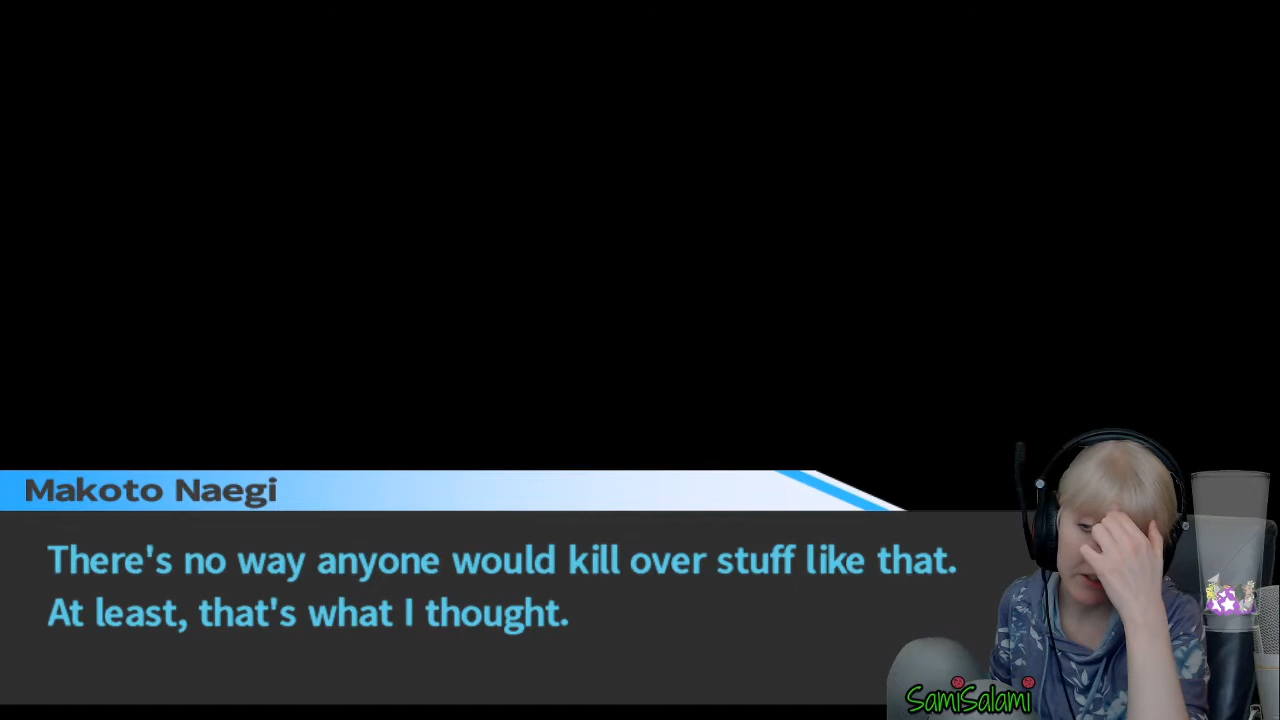 Makoto Naegi
There's no way anyone would kill over stuff like that.
At least, that's what I thought.
SamiSalami